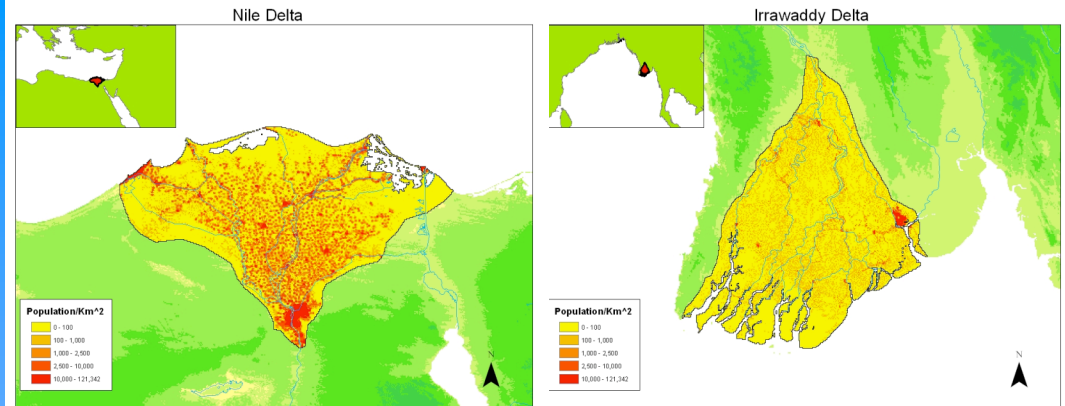 Nile Delta
Population/Km^2
0 - 100
100 - 1,000
1,000 - 2,500
2,500 - 10,000
10,000 - 121,342
N
Irrawaddy Delta
Population/Km^2
0 - 100
100 - 1,000
1,000 - 2,500
2,500 - 10,000
10,000 - 121,342
N